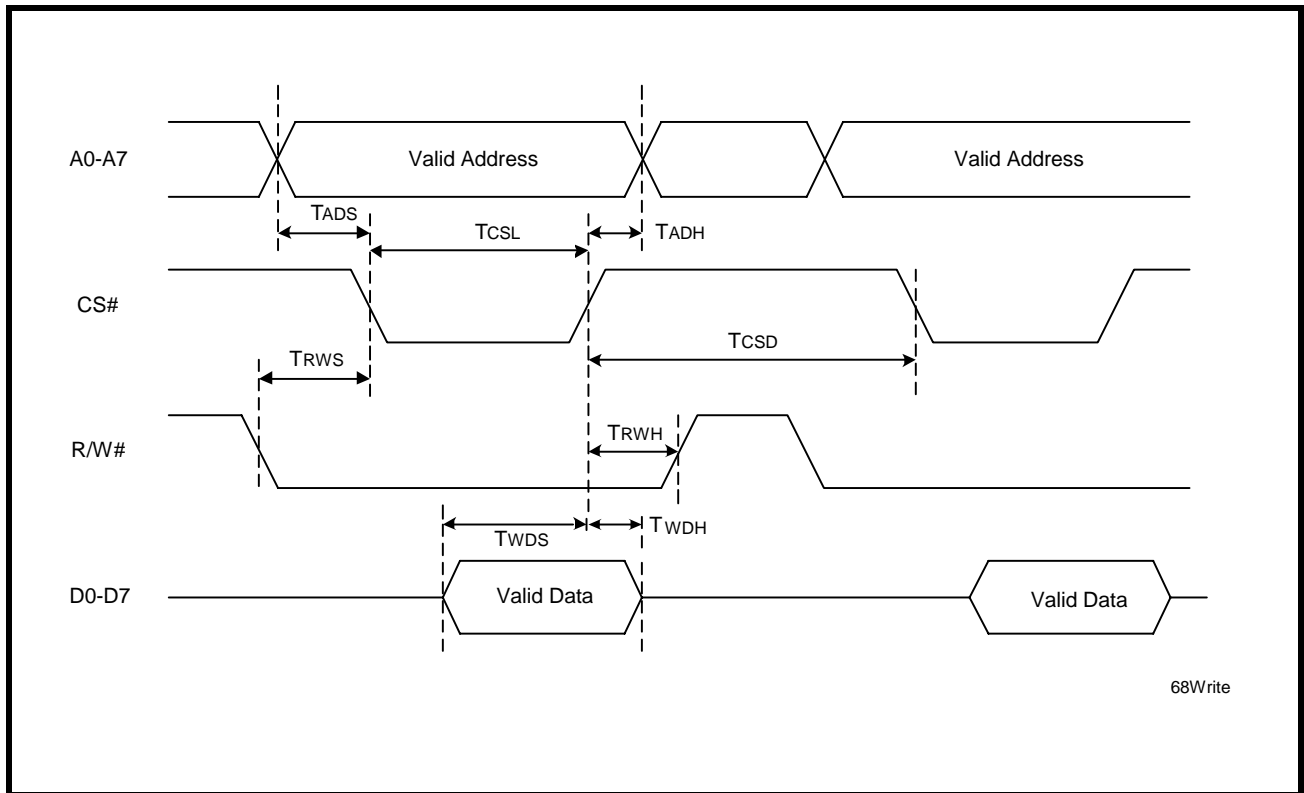 A0-A7
Valid Address
Valid Address
TADS
TCSL
TADH
CS#
TCSD
TRWS
R/W#
TRWH
TWDS
TWDH
D0-D7
Valid Data
Valid Data
68Write